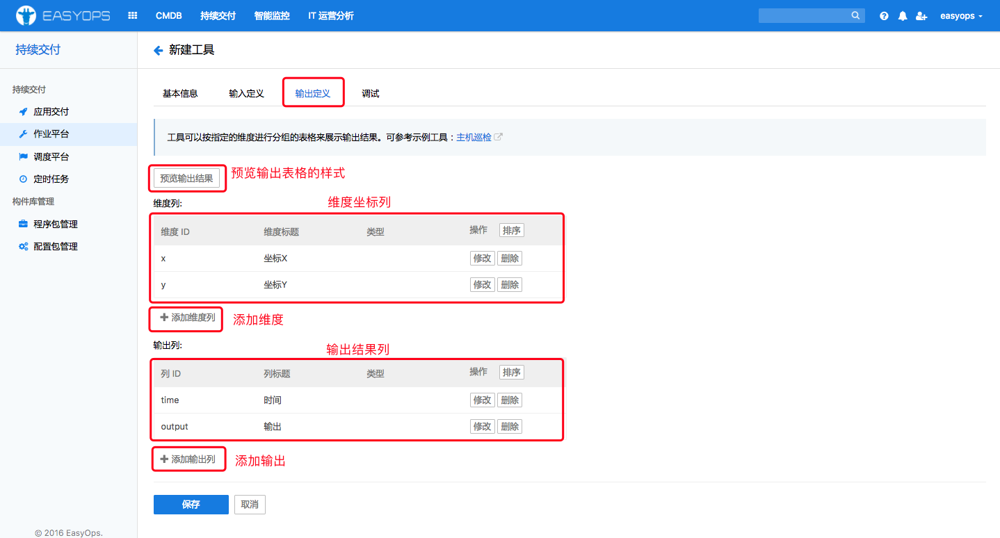 EASYOPS CMDB 持续交付 智能监控 IT 运营分析 easyops
持续交付
新建工具
持续交付
应用交付
作业平台
调度平台
定时任务
构件库管理
程序包管理
配置包管理
© 2016 EasyOps.
基本信息 输入定义 输出定义 调试
工具可以按指定的维度进行分组的表格来展示输出结果。可参考示例工具：主机巡检
预览输出结果 预览输出表格的样式
维度列: 维度坐标列
维度 ID 维度标题 类型 操作 排序
x 坐标X 修改 删除
y 坐标Y 修改 删除
添加维度列 添加维度
输出列: 输出结果列
列 ID 列标题 类型 操作 排序
time 时间 修改 删除
output 输出 修改 删除
添加输出列 添加输出
保存 取消